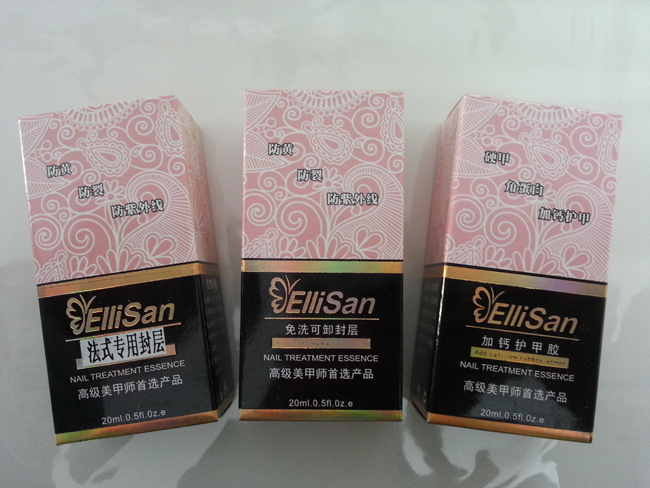 防黄
防裂
防紫外线
ElliSan
法式专用封层
NAIL TREATMENT ESSENCE
高级美甲师首选产品
20ml.0.5fl.0z.e
防黄
防裂
防紫外线
ElliSan
免洗可卸封层
NAIL TREATMENT ESSENCE
高级美甲师首选产品
20ml.0.5fl.0z.e
硬甲
角蛋白
加钙护甲
ElliSan
加钙护甲胶
Add calcium rubber armor
NAIL TREATMENT ESSENCE
高级美甲师首选产品
20ml.0.5fl.0z.e